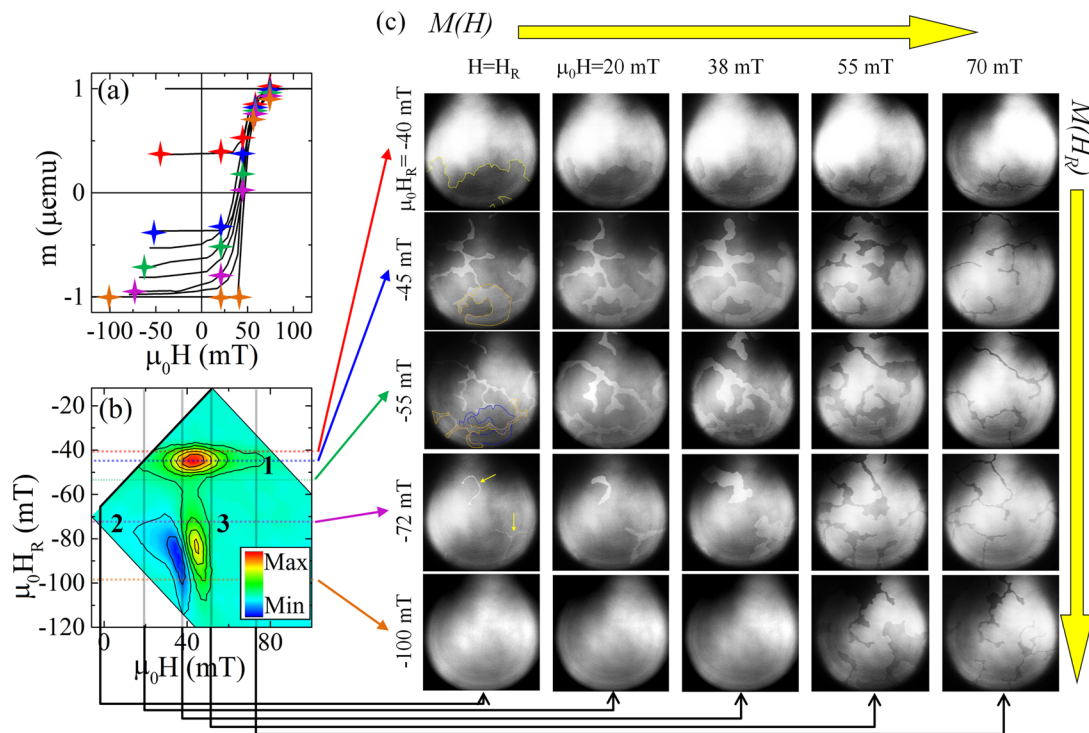 (c) M(H)
H=H_R μ₀H=20 mT 38 mT 55 mT 70 mT
M(H_R)
(a)
1
0
-1
m (μemu)
-100 -50 0 50 100
μ₀H (mT)
(b)
-20
-40
-60
-80
-100
-120
μ₀H_R (mT)
1
2
3
Max
Min
0 40 80
μ₀H (mT)
μ₀H_R= -40 mT
-45 mT
-55 mT
-72 mT
-100 mT